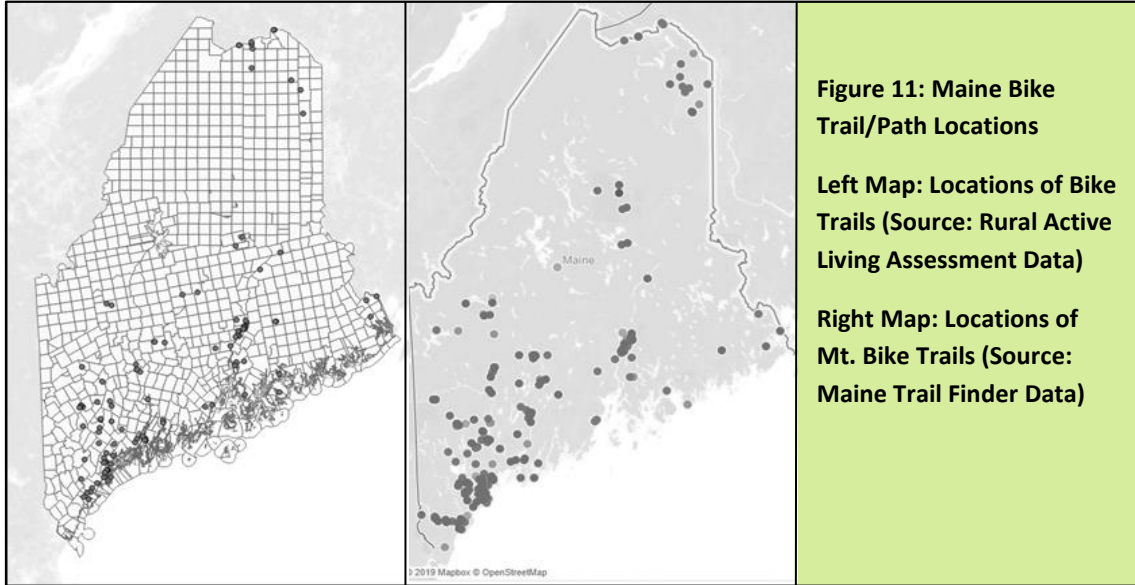 Maine
© 2019 Mapbox © OpenStreetMap
Figure 11: Maine Bike
Trail/Path Locations
Left Map: Locations of Bike
Trails (Source: Rural Active
Living Assessment Data)
Right Map: Locations of
Mt. Bike Trails (Source:
Maine Trail Finder Data)